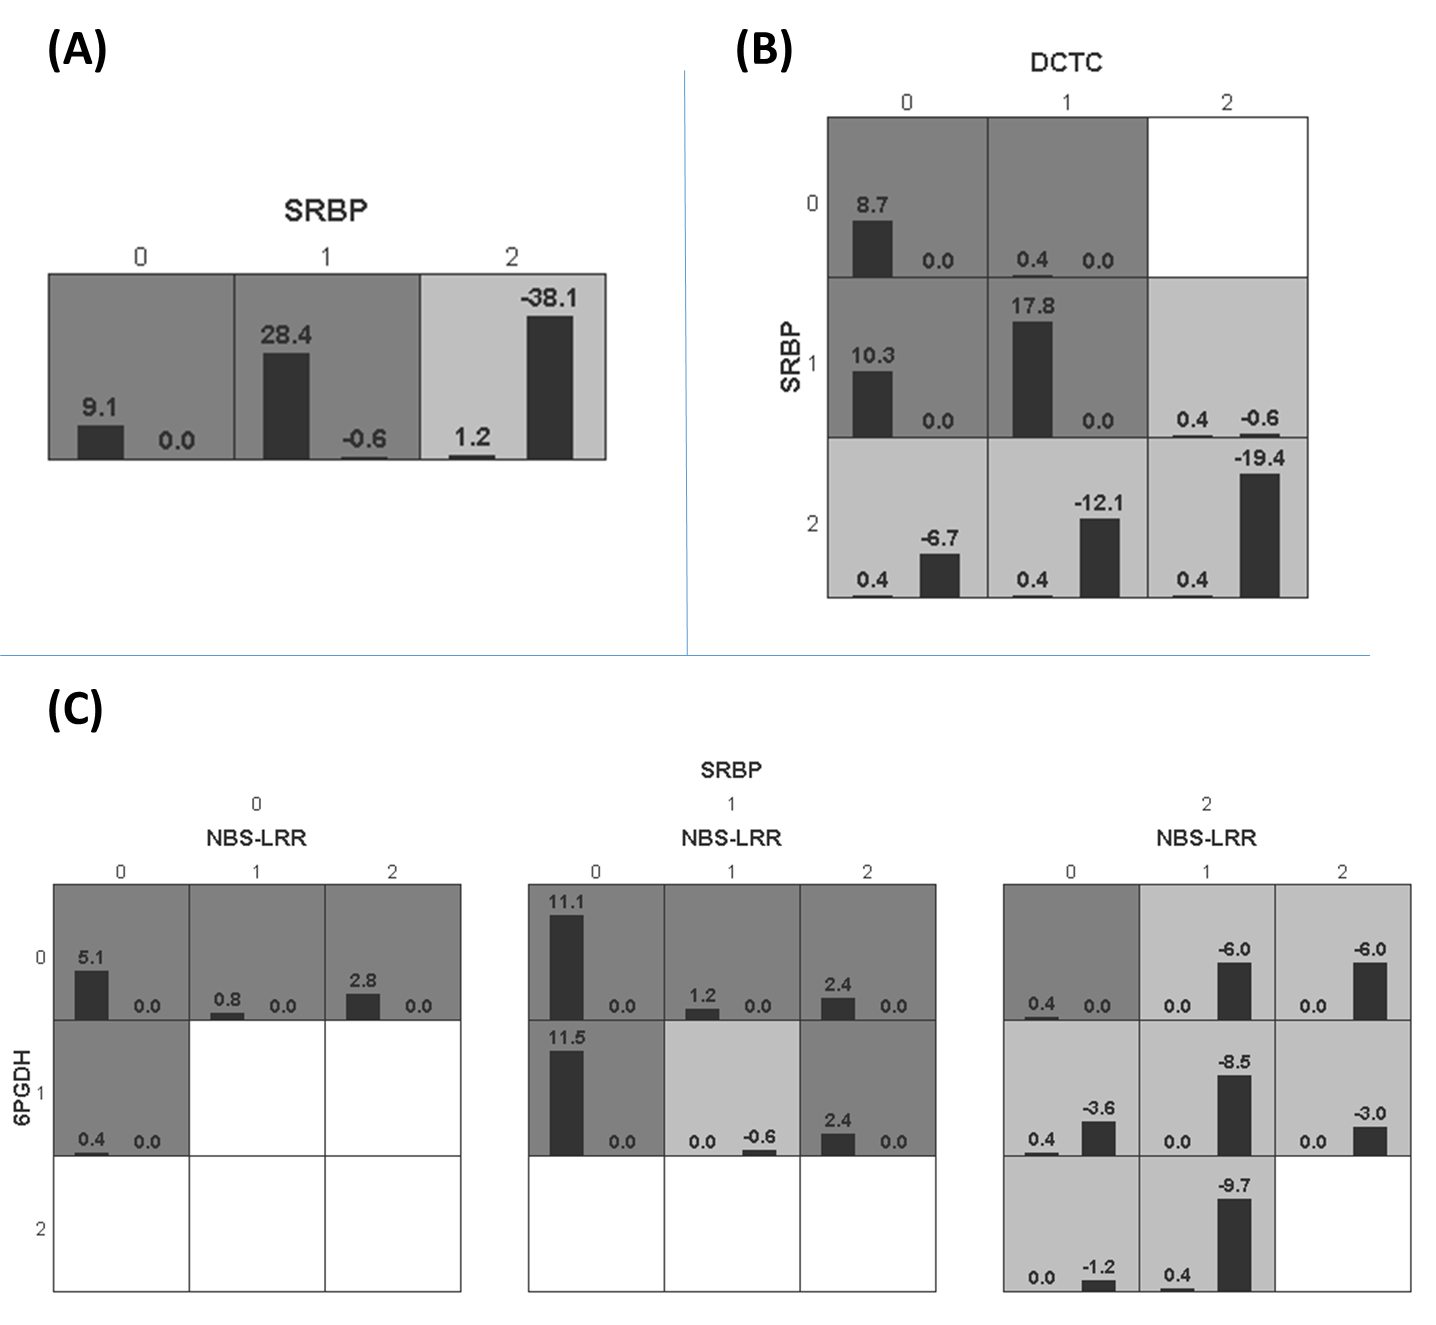 (A)
SRBP
0 1 2
9.1 0.0 28.4 -0.6 1.2 -38.1
(B)
DCTC
0 1 2
SRBP
0
8.7 0.0 0.4 0.0
1
10.3 0.0 17.8 0.0 0.4 -0.6
2
0.4 -6.7 0.4 -12.1 0.4 -19.4
(C)
SRBP
0 1 2
NBS-LRR NBS-LRR NBS-LRR
0 1 2 0 1 2 0 1 2
6PGDH
0
5.1 0.0 0.8 0.0 2.8 0.0 11.1 0.0 1.2 0.0 2.4 0.0 0.4 0.0 0.0 -6.0 0.0 -6.0
1
0.4 0.0 11.5 0.0 0.0 -0.6 2.4 0.0 0.4 -3.6 0.0 -8.5 0.0 -3.0
2
0.0 -1.2 0.4 -9.7